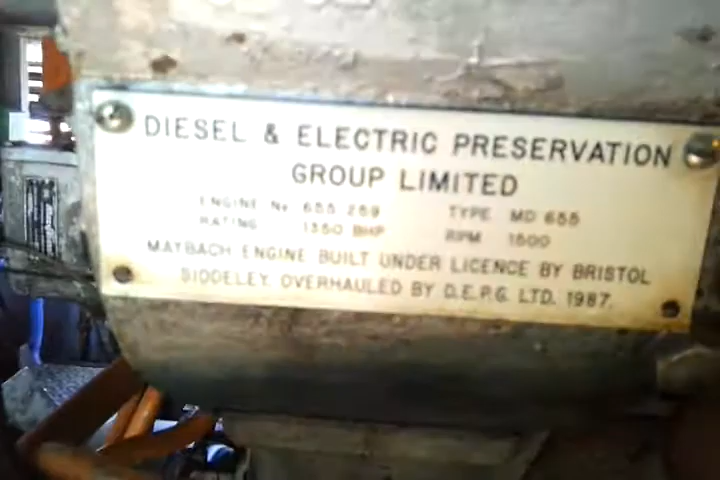 DIESEL & ELECTRIC PRESERVATION
GROUP LIMITED
ENGINE No 655 259 TYPE MD 655
RATING 1350 BHP RPM 1500
MAYBACH ENGINE BUILT UNDER LICENCE BY BRISTOL
SIDDELEY. OVERHAULED BY D.E.P.G. LTD. 1987.